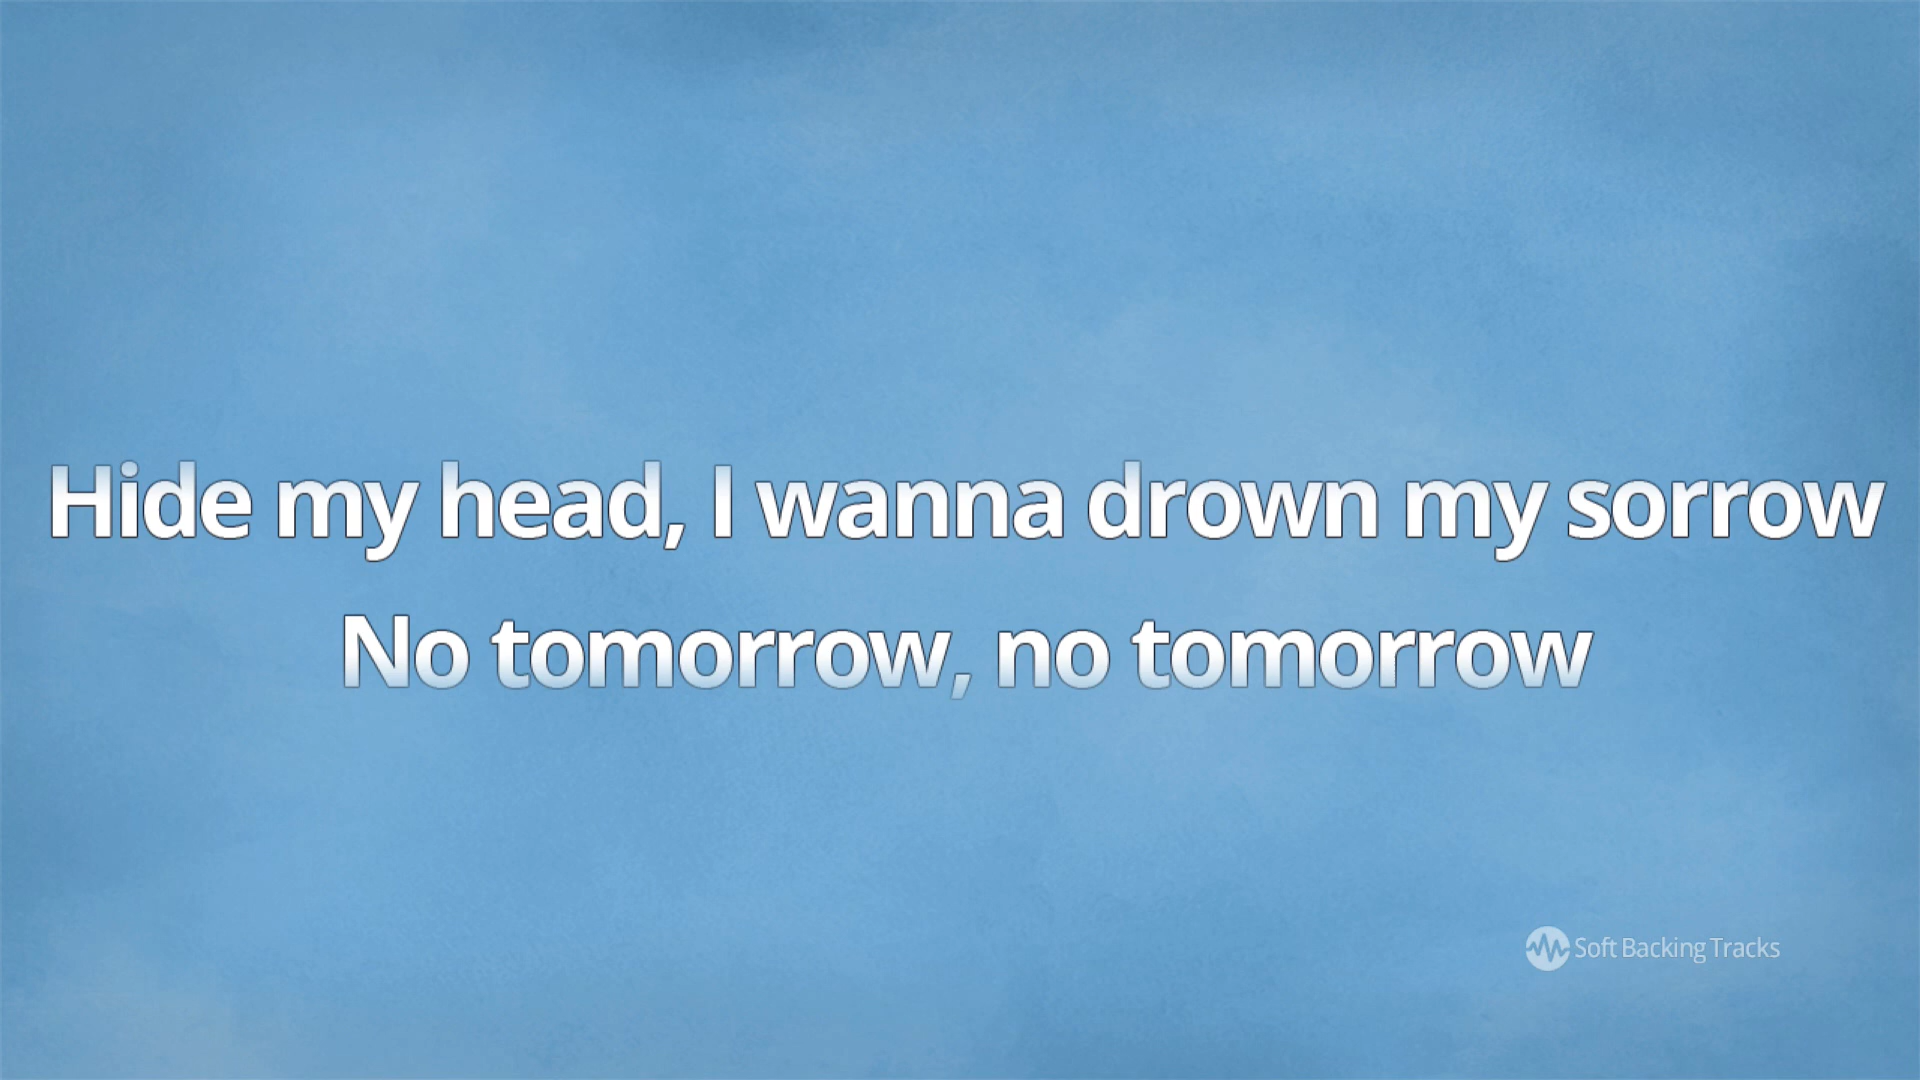 Hide my head, I wanna drown my sorrow
No tomorrow, no tomorrow
Soft Backing Tracks